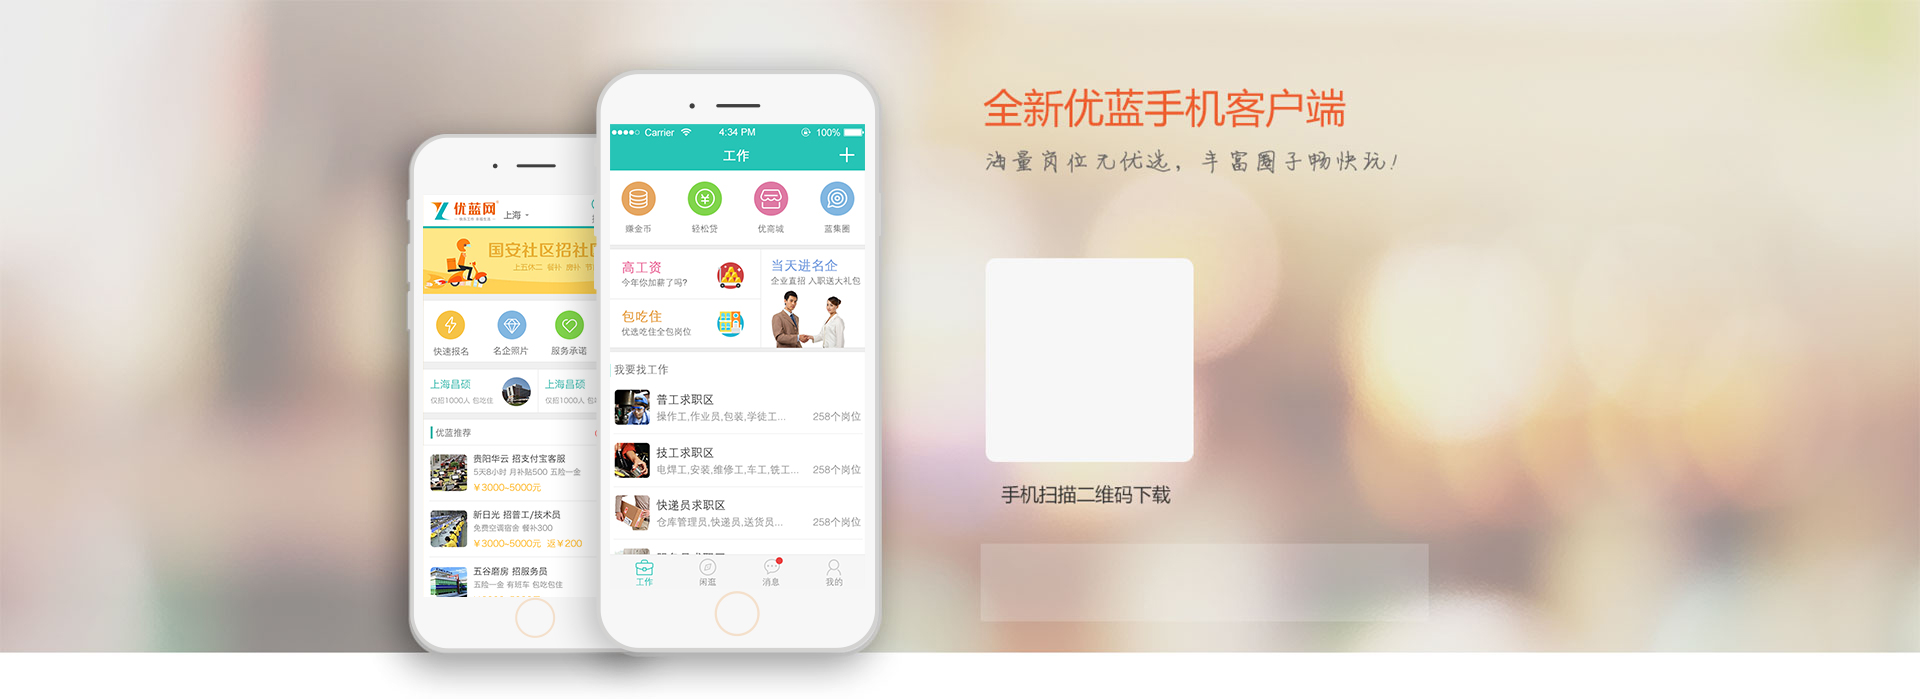 全新优蓝手机客户端
海量岗位无优选，丰富圈子畅快玩！
手机扫描二维码下载
优蓝网
上海
国安社区招社
上五休二 餐补 房补 节
快速报名
名企照片
服务承诺
上海昌硕
仅招1000人 包吃住
上海昌硕
仅招1000人 包
优蓝推荐
贵阳华云 招支付宝客服
5天8小时 月补贴500 五险一金
￥3000~5000元
新日光 招普工/技术员
免费空调宿舍 餐补300
￥3000~5000元 返￥200
五谷磨房 招服务员
五险一金 有班车 包吃包住
Carrier
4:34 PM
100%
工作
赚金币
轻松贷
优商城
蓝集圈
高工资
今年你加薪了吗?
当天进名企
企业直招 入职送大礼包
包吃住
优选吃住全包岗位
我要找工作
普工求职区
操作工,作业员,包装,学徒工...
258个岗位
技工求职区
电焊工,安装,维修工,车工,铣工...
258个岗位
快递员求职区
仓库管理员,快递员,送货员...
258个岗位
工作
闲逛
消息
我的